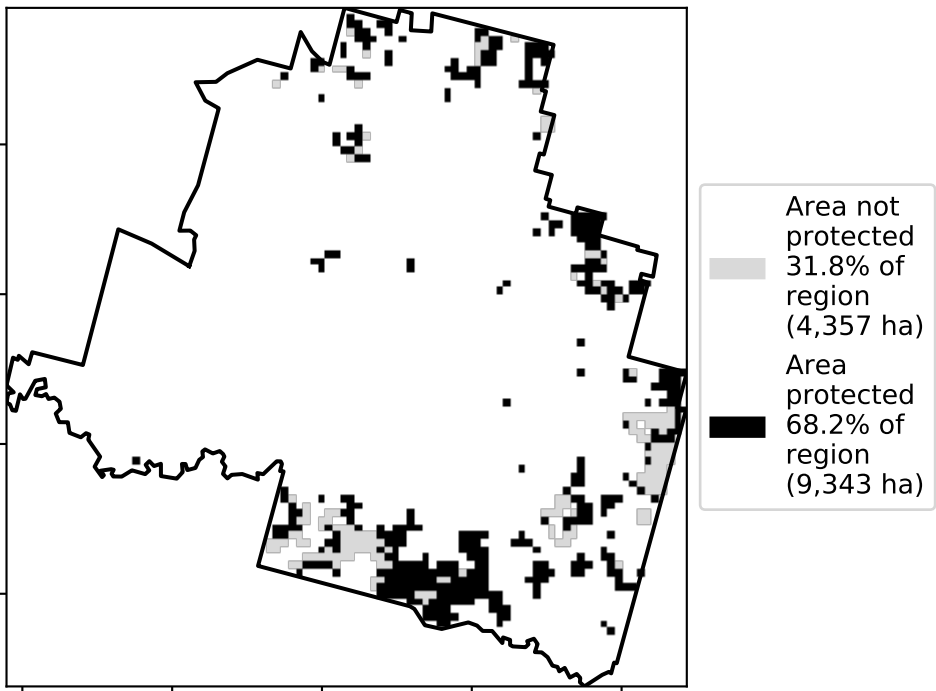 Area not
protected
31.8% of
region
(4,357 ha)
Area
protected
68.2% of
region
(9,343 ha)